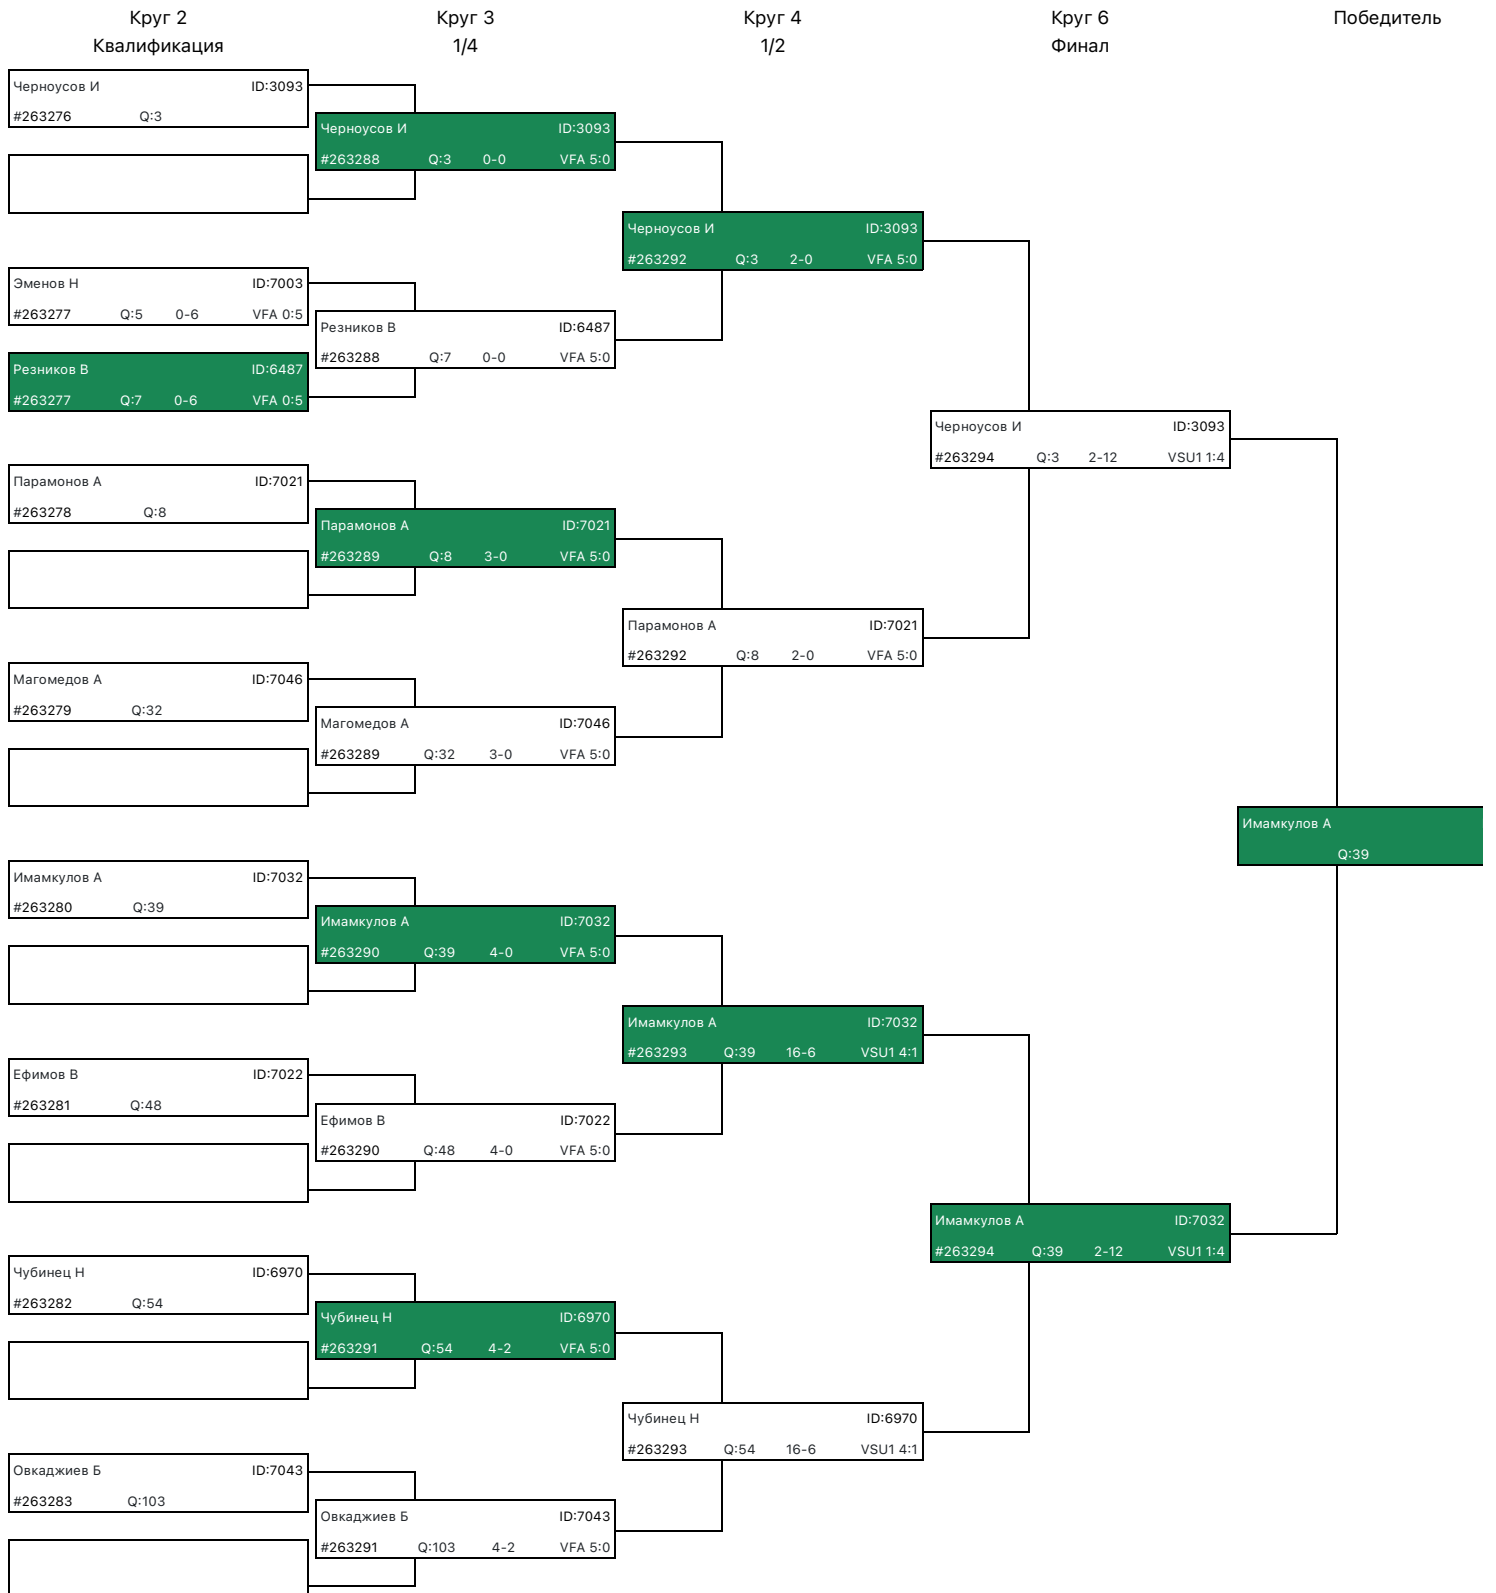 Круг 2
Квалификация
Круг 3
1/4
Круг 4
1/2
Круг 6
Финал
Победитель
Черноусов И ID:3093
#263276 Q:3
Эменов Н ID:7003
#263277 Q:5 0-6 VFA 0:5
Резников В ID:6487
#263277 Q:7 0-6 VFA 0:5
Парамонов А ID:7021
#263278 Q:8
Магомедов А ID:7046
#263279 Q:32
Имамкулов А ID:7032
#263280 Q:39
Ефимов В ID:7022
#263281 Q:48
Чубинец Н ID:6970
#263282 Q:54
Овкаджиев Б ID:7043
#263283 Q:103
Черноусов И ID:3093
#263288 Q:3 0-0 VFA 5:0
Резников В ID:6487
#263288 Q:7 0-0 VFA 5:0
Парамонов А ID:7021
#263289 Q:8 3-0 VFA 5:0
Магомедов А ID:7046
#263289 Q:32 3-0 VFA 5:0
Имамкулов А ID:7032
#263290 Q:39 4-0 VFA 5:0
Ефимов В ID:7022
#263290 Q:48 4-0 VFA 5:0
Чубинец Н ID:6970
#263291 Q:54 4-2 VFA 5:0
Овкаджиев Б ID:7043
#263291 Q:103 4-2 VFA 5:0
Черноусов И ID:3093
#263292 Q:3 2-0 VFA 5:0
Парамонов А ID:7021
#263292 Q:8 2-0 VFA 5:0
Имамкулов А ID:7032
#263293 Q:39 16-6 VSU1 4:1
Чубинец Н ID:6970
#263293 Q:54 16-6 VSU1 4:1
Черноусов И ID:3093
#263294 Q:3 2-12 VSU1 1:4
Имамкулов А ID:7032
#263294 Q:39 2-12 VSU1 1:4
Имамкулов А
Q:39